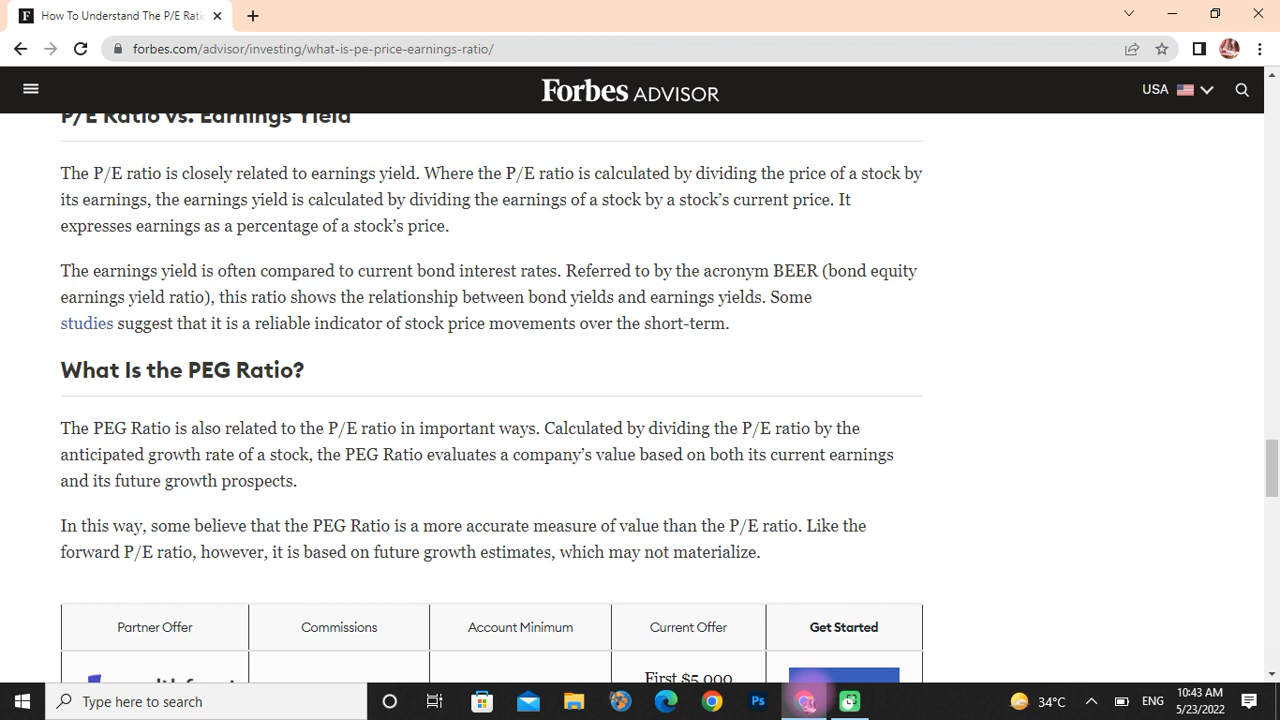 How To Understand The P/E Rati
forbes.com/advisor/investing/what-is-pe-price-earnings-ratio/
Forbes ADVISOR
USA
P/E Ratio vs. Earnings Yield
The P/E ratio is closely related to earnings yield. Where the P/E ratio is calculated by dividing the price of a stock by
its earnings, the earnings yield is calculated by dividing the earnings of a stock by a stock’s current price. It
expresses earnings as a percentage of a stock’s price.
The earnings yield is often compared to current bond interest rates. Referred to by the acronym BEER (bond equity
earnings yield ratio), this ratio shows the relationship between bond yields and earnings yields. Some
studies suggest that it is a reliable indicator of stock price movements over the short-term.
What Is the PEG Ratio?
The PEG Ratio is also related to the P/E ratio in important ways. Calculated by dividing the P/E ratio by the
anticipated growth rate of a stock, the PEG Ratio evaluates a company’s value based on both its current earnings
and its future growth prospects.
In this way, some believe that the PEG Ratio is a more accurate measure of value than the P/E ratio. Like the
forward P/E ratio, however, it is based on future growth estimates, which may not materialize.
Partner Offer Commissions Account Minimum Current Offer Get Started
First $5,000
Type here to search
Ps
34°C
ENG
10:43 AM
5/23/2022